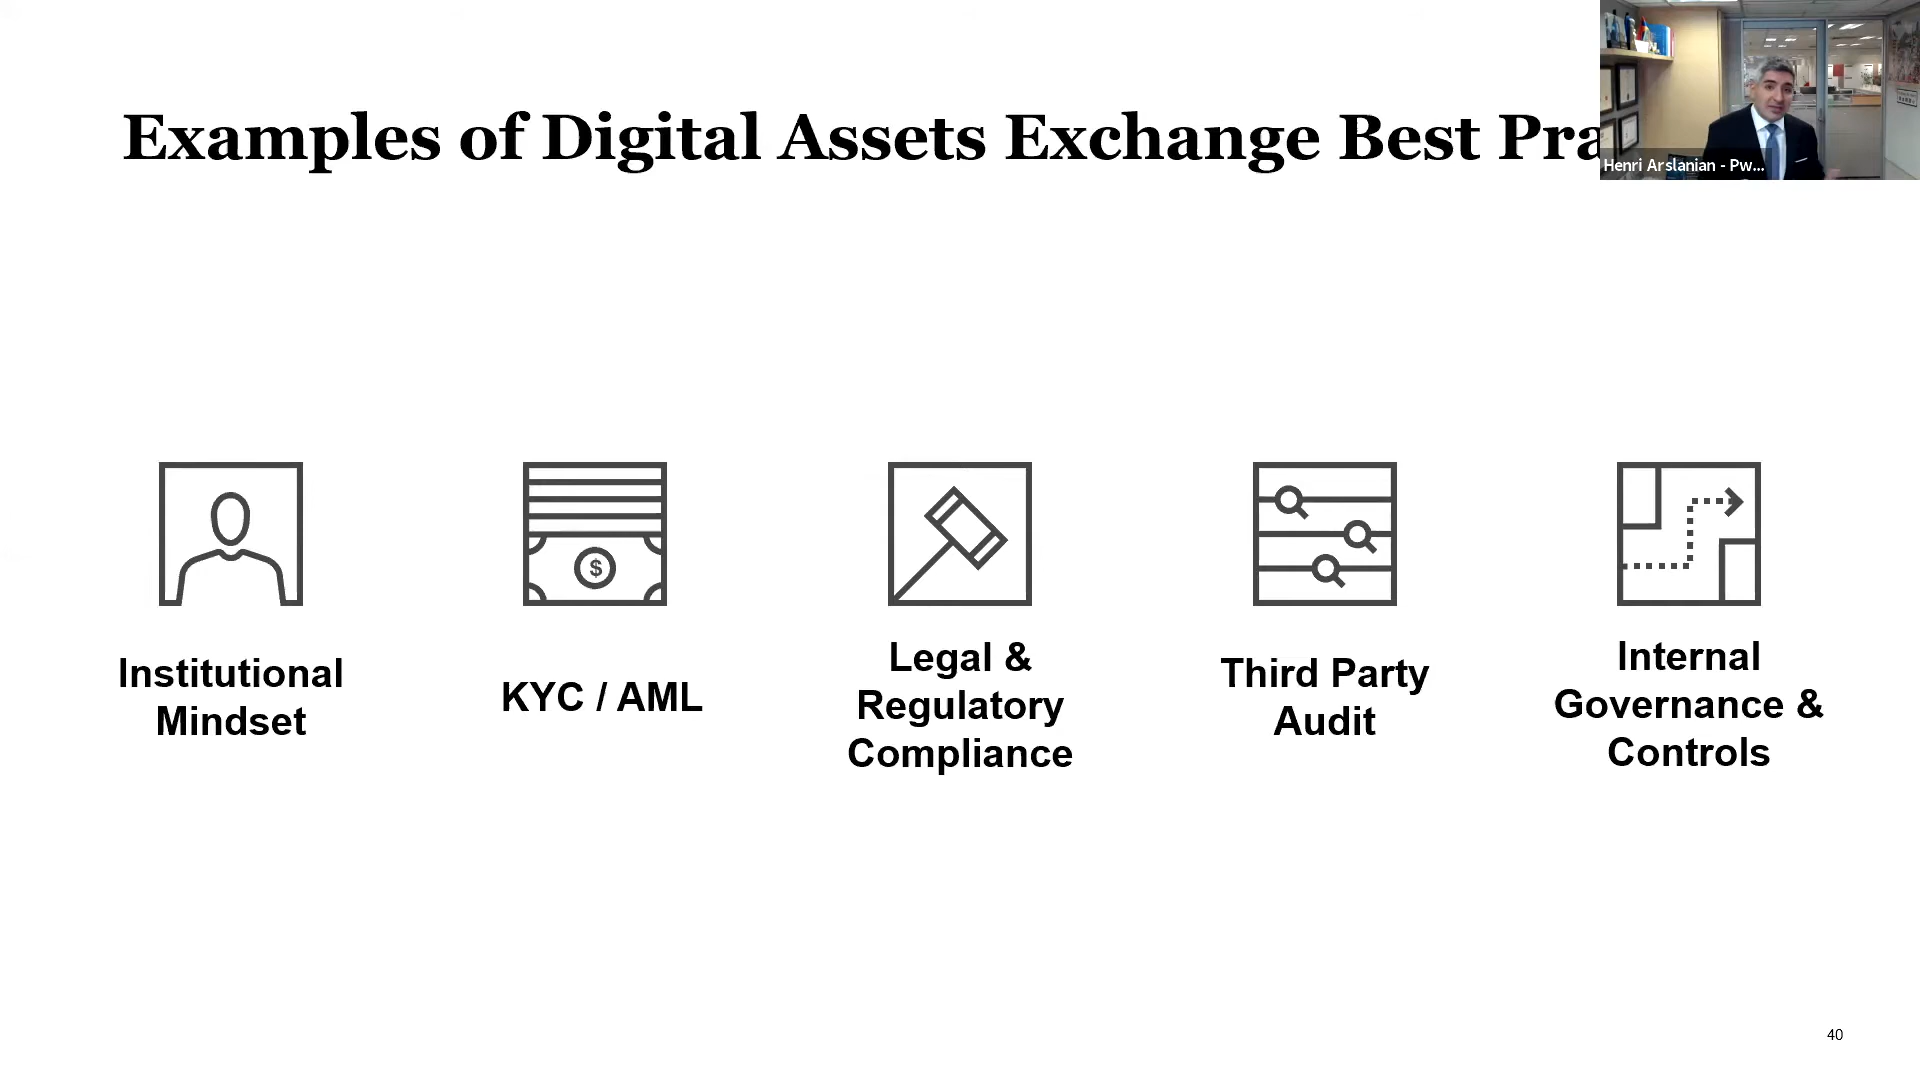 Examples of Digital Assets Exchange Best Pra
Henri Arslanian - Pw...
$
Institutional
Mindset
KYC / AML
Legal &
Regulatory
Compliance
Third Party
Audit
Internal
Governance &
Controls
40